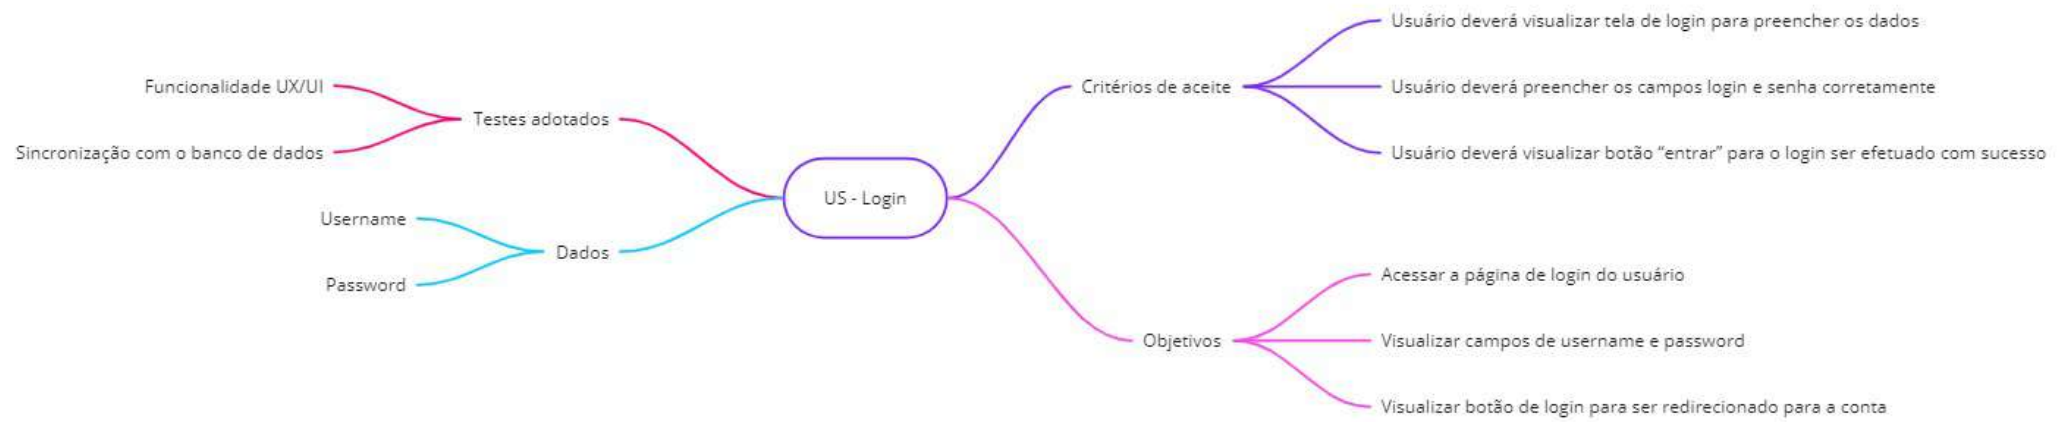 US - Login
Testes adotados
Funcionalidade UX/UI
Sincronização com o banco de dados
Dados
Username
Password
Critérios de aceite
Usuário deverá visualizar tela de login para preencher os dados
Usuário deverá preencher os campos login e senha corretamente
Usuário deverá visualizar botão “entrar” para o login ser efetuado com sucesso
Objetivos
Acessar a página de login do usuário
Visualizar campos de username e password
Visualizar botão de login para ser redirecionado para a conta